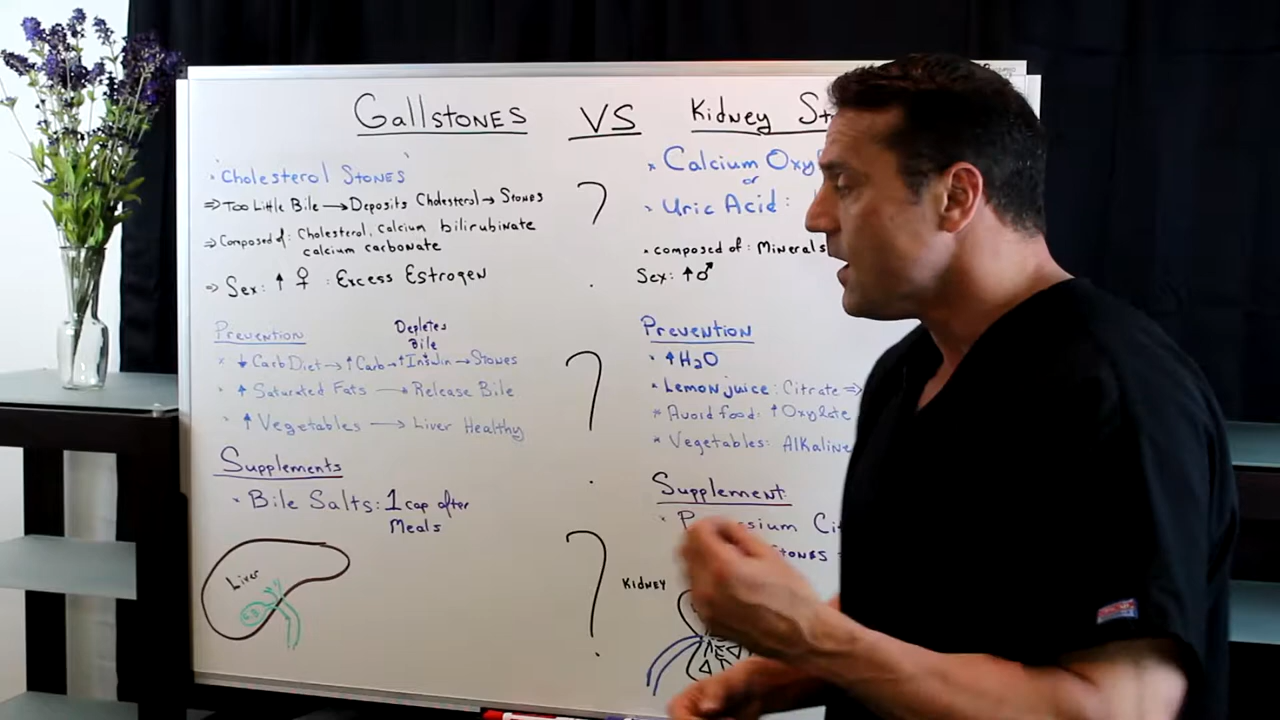 Gallstones VS Kidney St
"Cholesterol Stones"
⇒ Too Little Bile → Deposits Cholesterol → Stones
⇒ Composed of: Cholesterol, calcium bilirubinate
calcium carbonate
⇒ Sex: ↑ ♀ : Excess Estrogen
Prevention
Depletes
Bile
× ↓ Carb Diet → ↑ Carb → ↑ Insulin → Stones
× ↑ Saturated Fats → Release Bile
× ↑ Vegetables → Liver Healthy
Supplements
× Bile Salts: 1 cap after
Meals
Liver
G.B.
?
?
?
× Calcium Oxy
or
× Uric Acid:
× composed of: Minerals
Sex: ↑ ♂
Prevention
× ↑ H2O
× Lemon juice: Citrate ⇒
* Avoid food: ↑ Oxylate
* Vegetables: Alkaline
Supplement
ssium Cit
Stones
Kidney